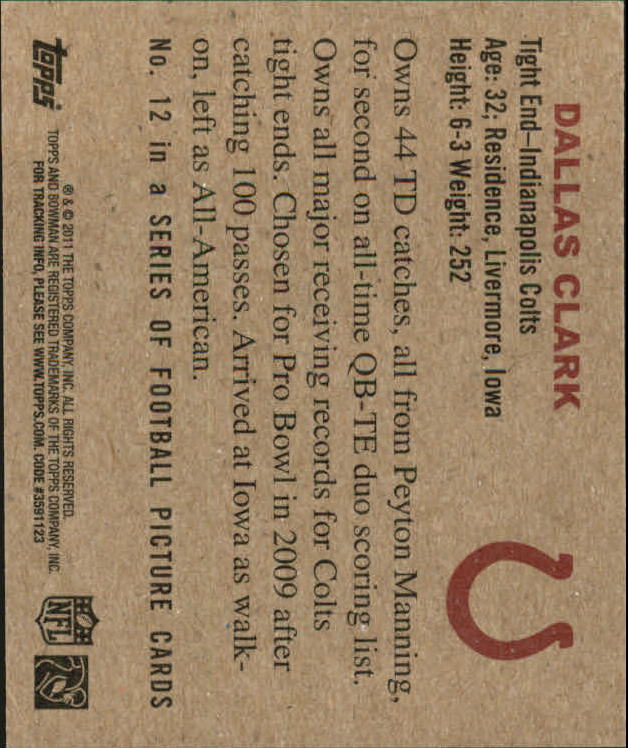 DALLAS CLARK
Tight End–Indianapolis Colts
Age: 32; Residence, Livermore, Iowa
Height: 6-3 Weight: 252
Owns 44 TD catches, all from Peyton Manning,
for second on all-time QB-TE duo scoring list.
Owns all major receiving records for Colts
tight ends. Chosen for Pro Bowl in 2009 after
catching 100 passes. Arrived at Iowa as walk-
on, left as All-American.
No. 12 in a SERIES OF FOOTBALL PICTURE CARDS
topps
® & © 2011 THE TOPPS COMPANY, INC. ALL RIGHTS RESERVED.
TOPPS AND BOWMAN ARE REGISTERED TRADEMARKS OF THE TOPPS COMPANY, INC.
FOR TRACKING INFO, PLEASE SEE WWW.TOPPS.COM. CODE #3591123
NFL